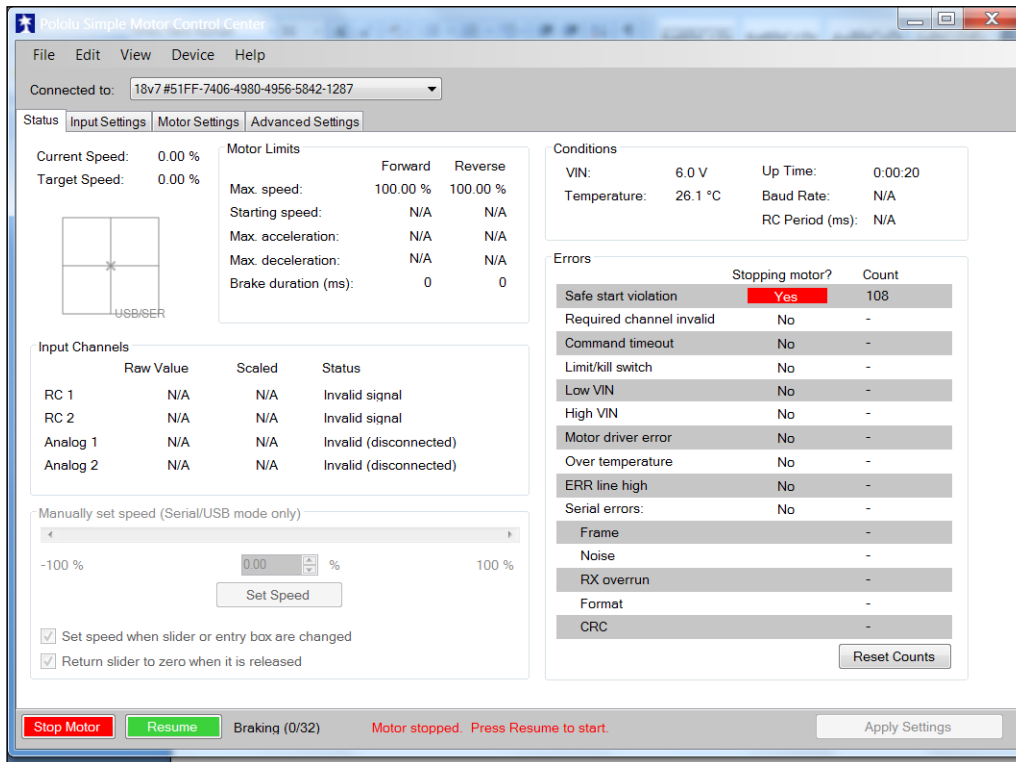 Pololu Simple Motor Control Center
File Edit View Device Help
Connected to: 18v7 #51FF-7406-4980-4956-5842-1287
Status Input Settings Motor Settings Advanced Settings
Current Speed: 0.00 %
Target Speed: 0.00 %
USB/SER
Motor Limits
Forward Reverse
Max. speed: 100.00 % 100.00 %
Starting speed: N/A N/A
Max. acceleration: N/A N/A
Max. deceleration: N/A N/A
Brake duration (ms): 0 0
Input Channels
Raw Value Scaled Status
RC 1 N/A N/A Invalid signal
RC 2 N/A N/A Invalid signal
Analog 1 N/A N/A Invalid (disconnected)
Analog 2 N/A N/A Invalid (disconnected)
Manually set speed (Serial/USB mode only)
-100 % 0.00 % 100 %
Set Speed
Set speed when slider or entry box are changed
Return slider to zero when it is released
Conditions
VIN: 6.0 V Up Time: 0:00:20
Temperature: 26.1 °C Baud Rate: N/A
RC Period (ms): N/A
Errors
Stopping motor? Count
Safe start violation Yes 108
Required channel invalid No -
Command timeout No -
Limit/kill switch No -
Low VIN No -
High VIN No -
Motor driver error No -
Over temperature No -
ERR line high No -
Serial errors: No -
Frame -
Noise -
RX overrun -
Format -
CRC -
Reset Counts
Stop Motor Resume Braking (0/32) Motor stopped. Press Resume to start. Apply Settings